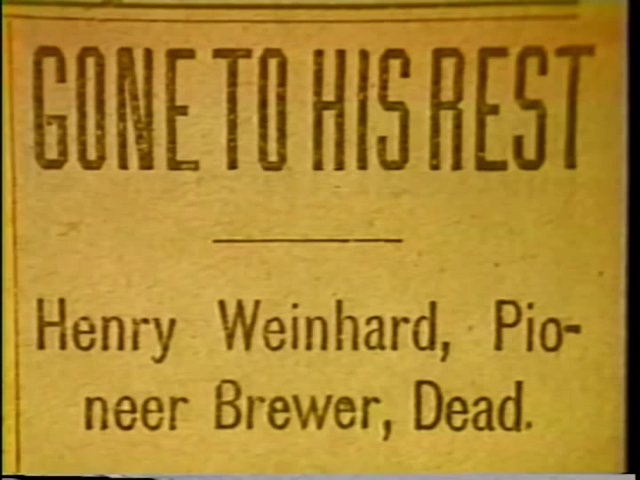 GONE TO HIS REST
Henry Weinhard, Pio-
neer Brewer, Dead.